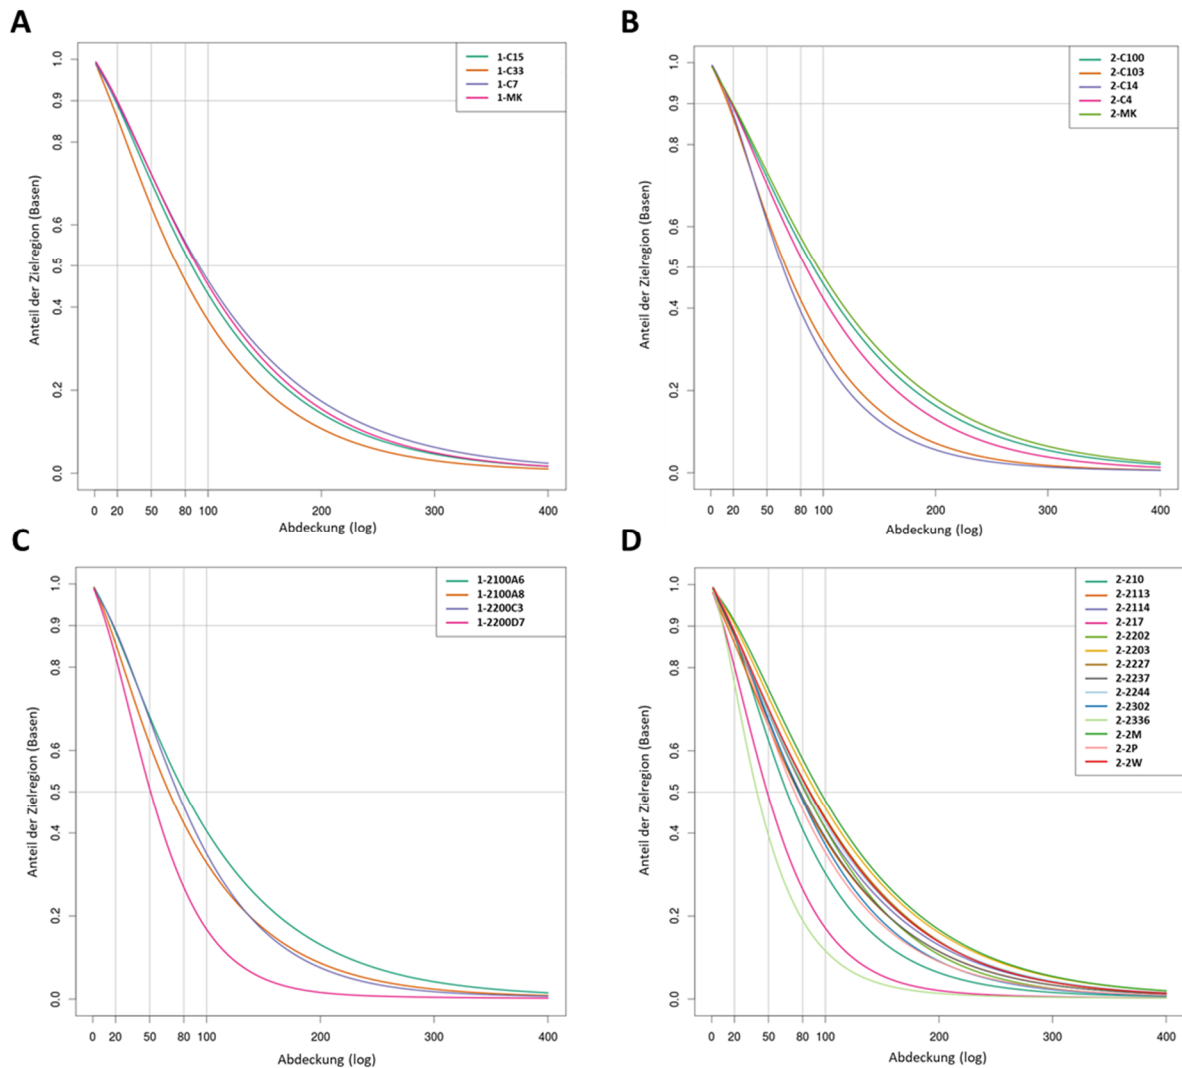 A
1-C15
1-C33
1-C7
1-MK
Anteil der Zielregion (Basen)
1.0
0.9
0.8
0.6
0.5
0.4
0.2
0.0
0 20 50 80 100 200 300 400
Abdeckung (log)
B
2-C100
2-C103
2-C14
2-C4
2-MK
Anteil der Zielregion (Basen)
1.0
0.9
0.8
0.6
0.5
0.4
0.2
0.0
0 20 50 80 100 200 300 400
Abdeckung (log)
C
1-2100A6
1-2100A8
1-2200C3
1-2200D7
Anteil der Zielregion (Basen)
1.0
0.9
0.8
0.6
0.5
0.4
0.2
0.0
0 20 50 80 100 200 300 400
Abdeckung (log)
D
2-210
2-2113
2-2114
2-217
2-2202
2-2203
2-2227
2-2237
2-2244
2-2302
2-2336
2-2M
2-2P
2-2W
Anteil der Zielregion (Basen)
1.0
0.9
0.8
0.6
0.5
0.4
0.2
0.0
0 20 50 80 100 200 300 400
Abdeckung (log)